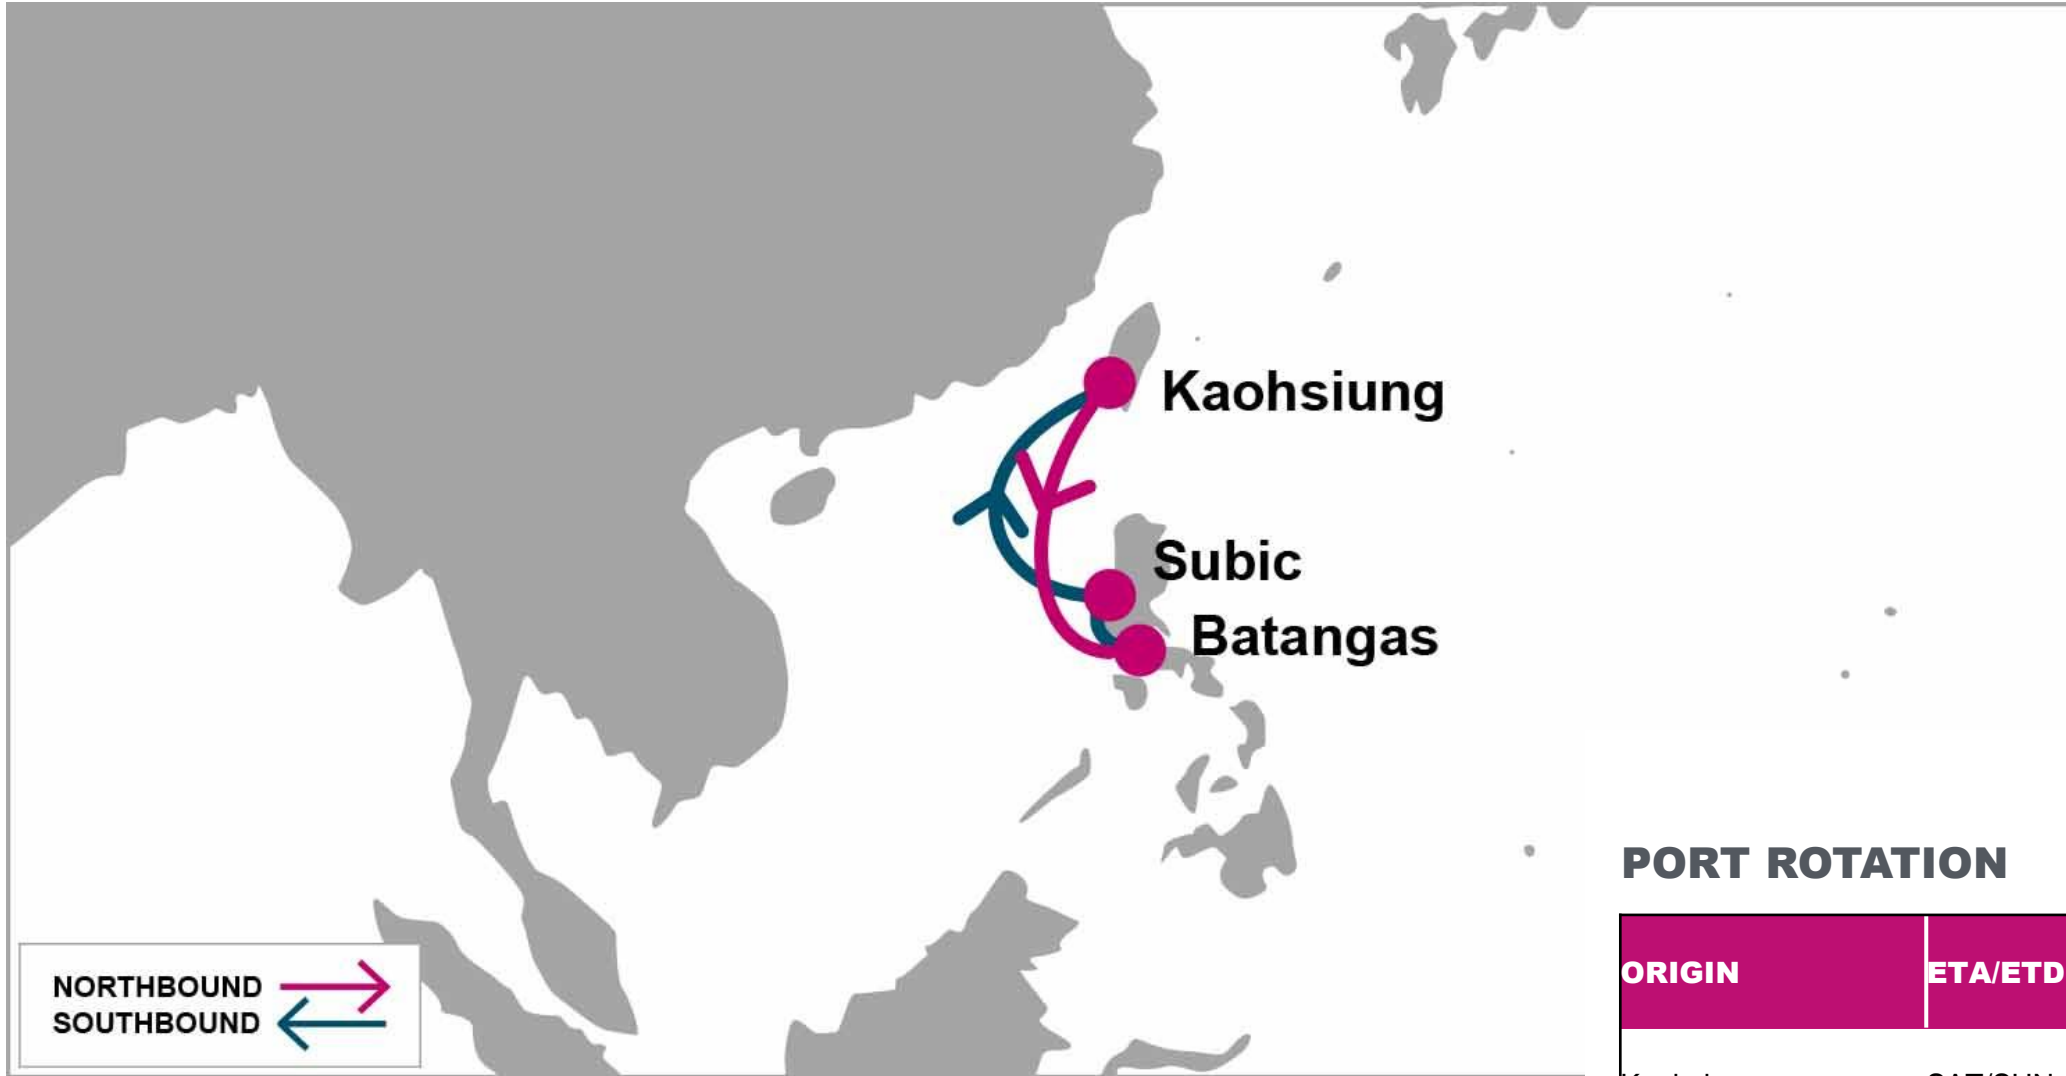 Kaohsiung
Subic
Batangas
NORTHBOUND
SOUTHBOUND
PORT ROTATION
ORIGIN ETA/ETD